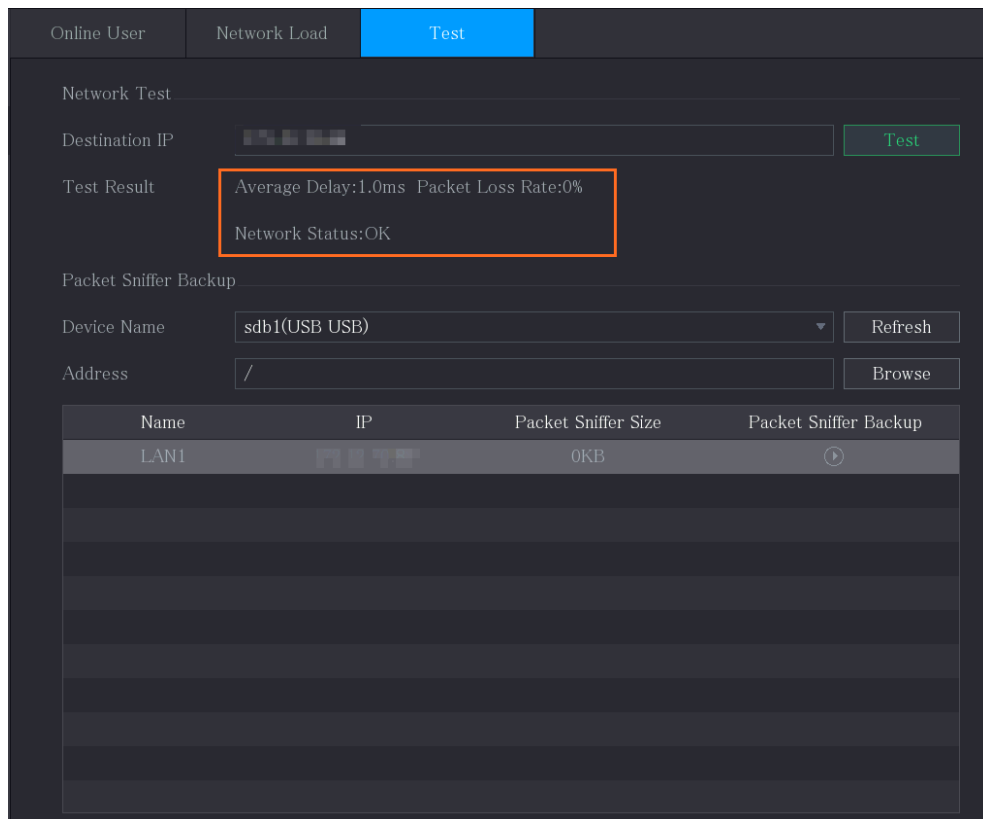 Online User Network Load Test
Network Test
Destination IP Test
Test Result Average Delay:1.0ms Packet Loss Rate:0%
Network Status:OK
Packet Sniffer Backup
Device Name sdb1(USB USB) Refresh
Address / Browse
Name IP Packet Sniffer Size Packet Sniffer Backup
LAN1 0KB